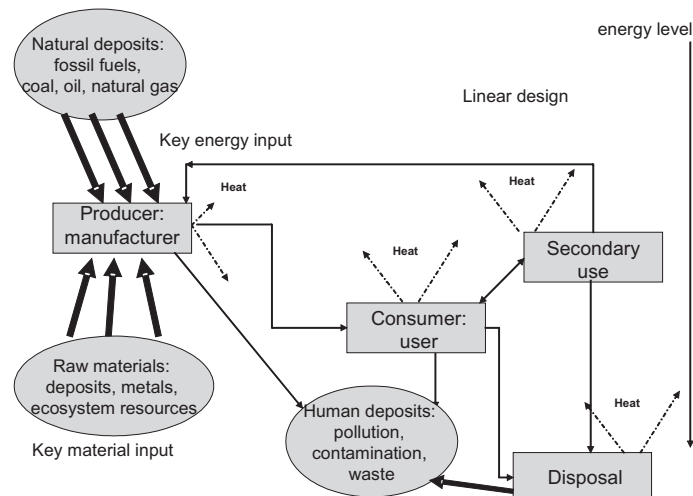 Natural deposits:
fossil fuels,
coal, oil, natural gas
energy level
Linear design
Key energy input
Heat
Heat
Producer:
manufacturer
Heat
Secondary
use
Consumer:
user
Raw materials:
deposits, metals,
ecosystem resources
Key material input
Human deposits:
pollution,
contamination,
waste
Heat
Disposal